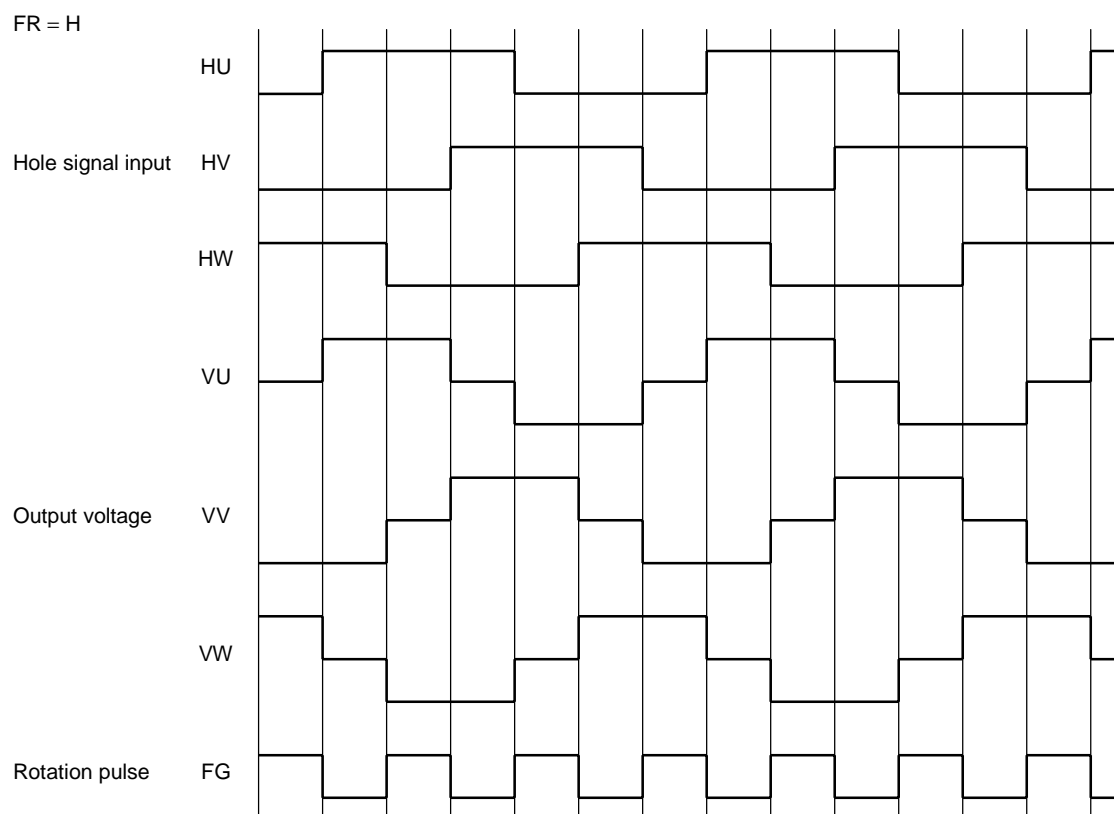 FR = H
HU
Hole signal input HV
HW
VU
Output voltage VV
VW
Rotation pulse FG